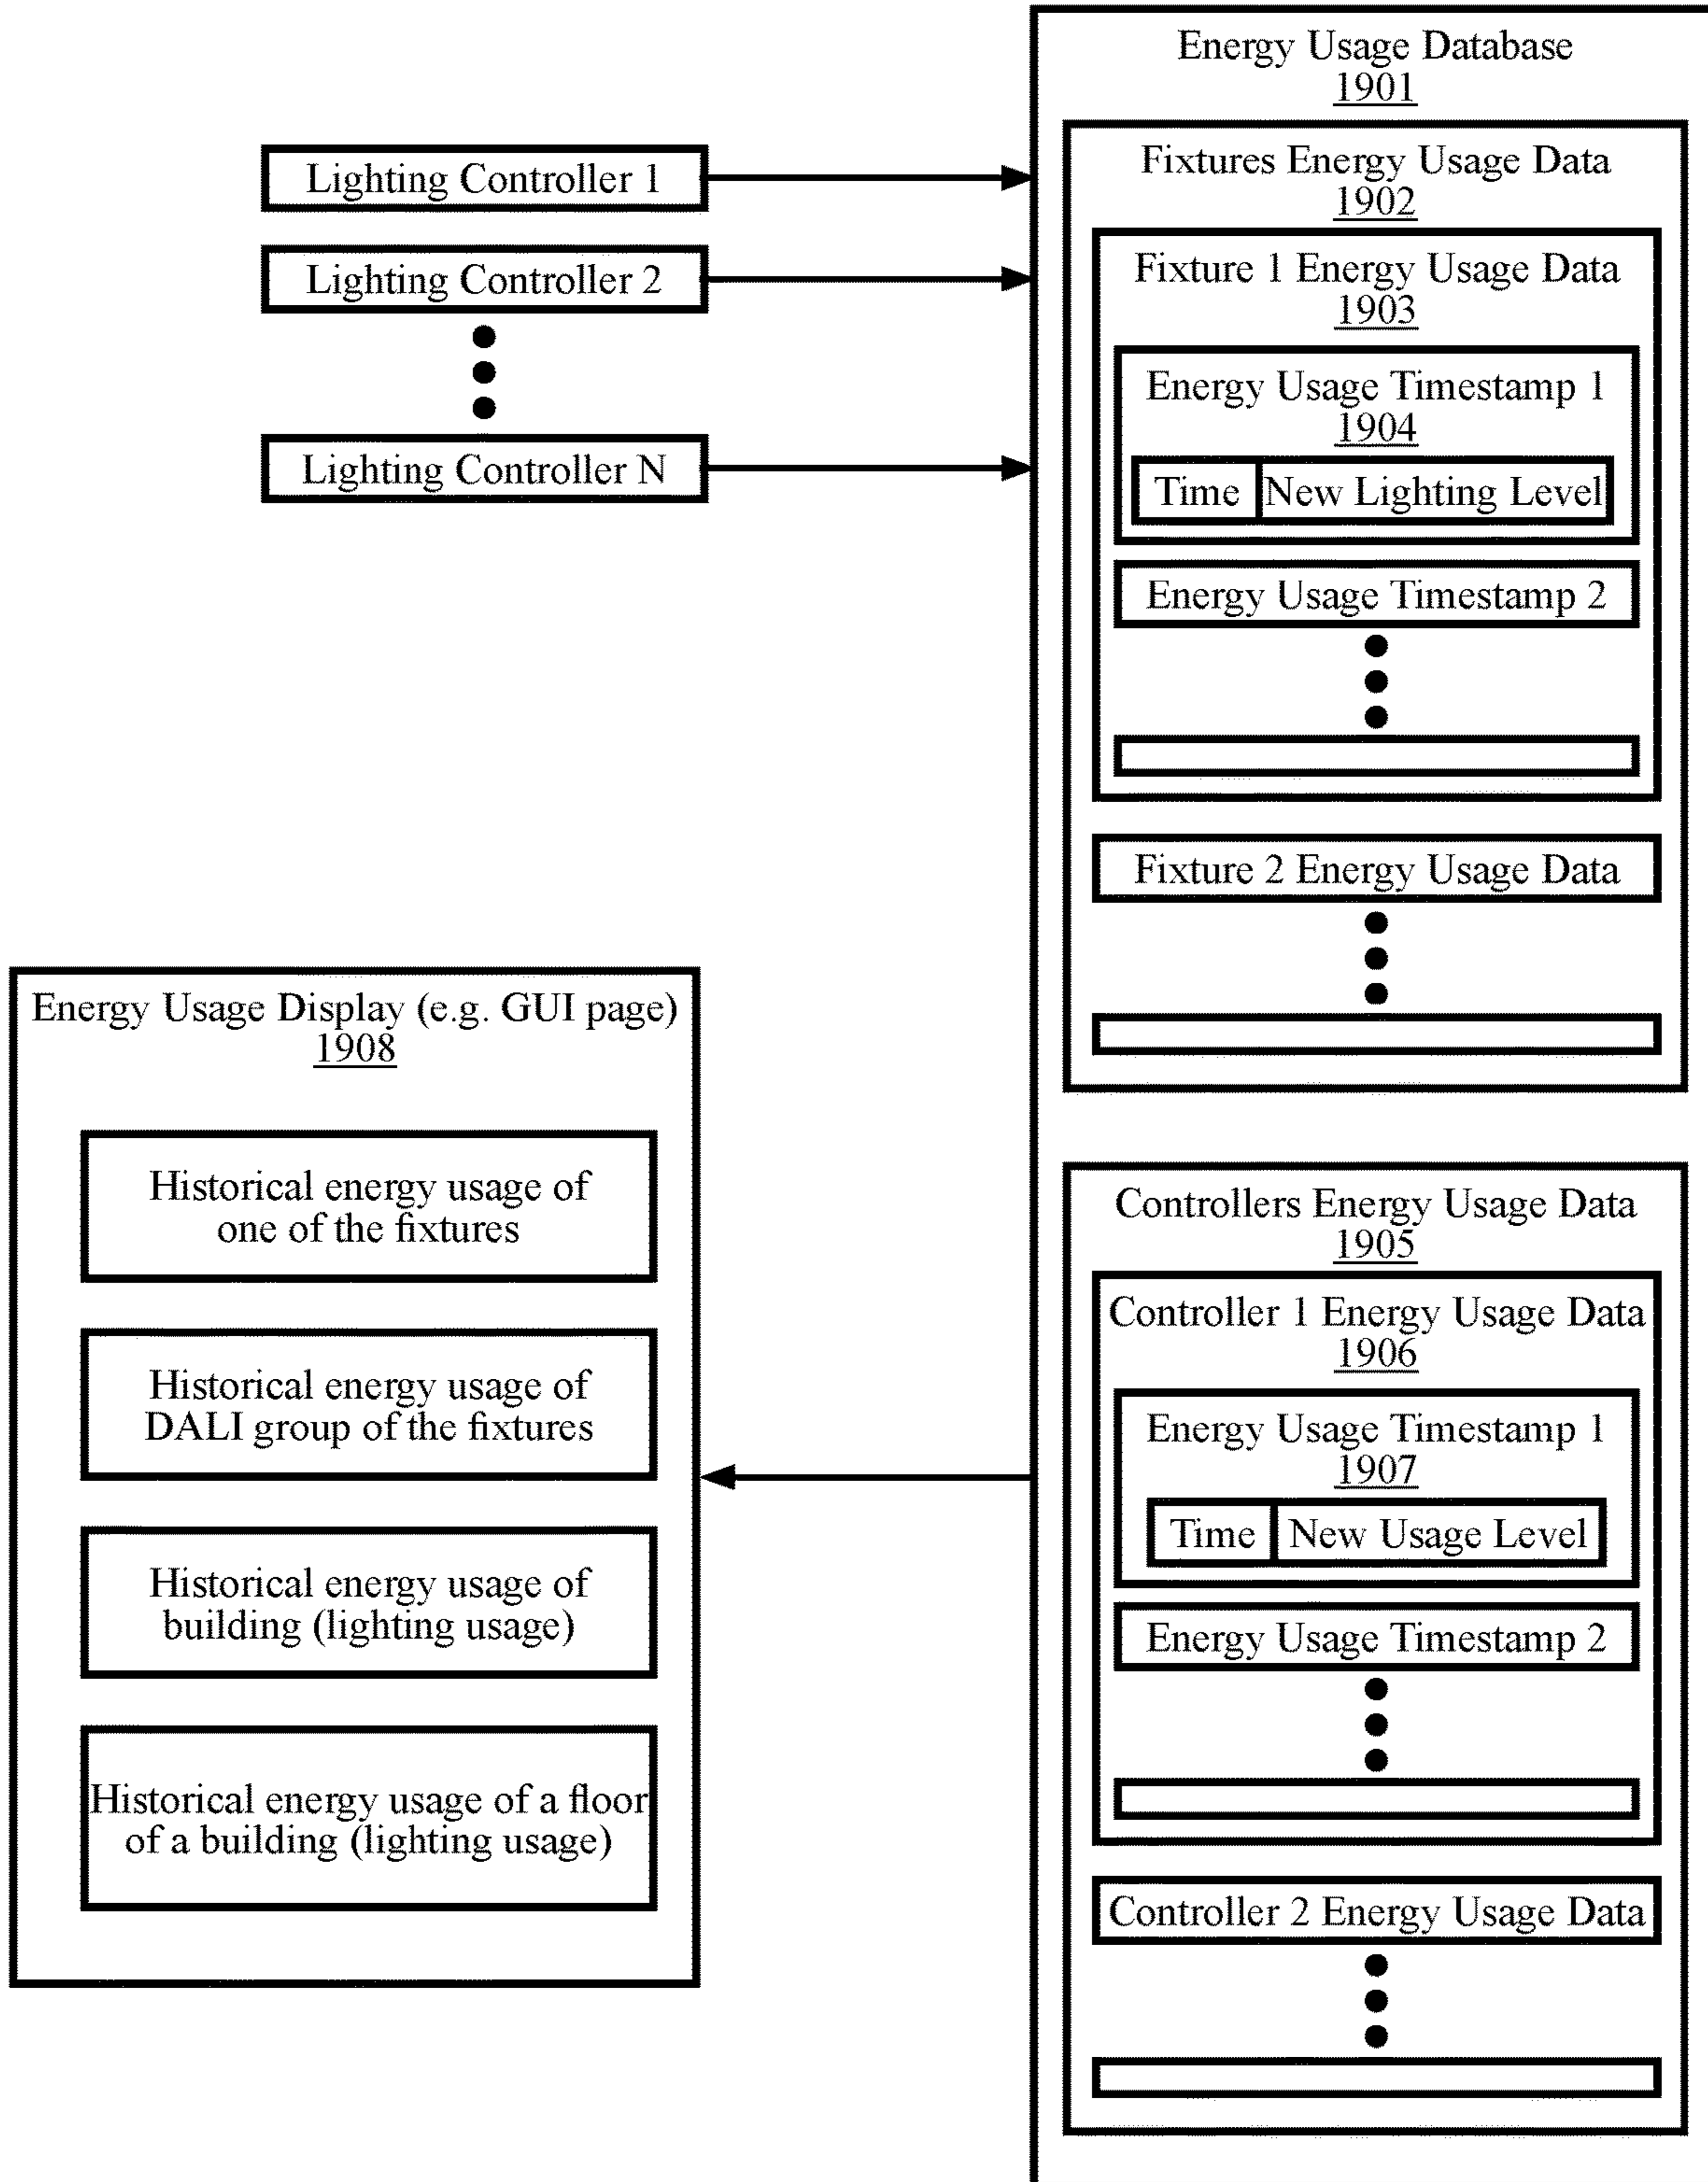 Lighting Controller 1
Lighting Controller 2
Lighting Controller N
Energy Usage Database
1901
Fixtures Energy Usage Data
1902
Fixture 1 Energy Usage Data
1903
Energy Usage Timestamp 1
1904
Time New Lighting Level
Energy Usage Timestamp 2
Fixture 2 Energy Usage Data
Controllers Energy Usage Data
1905
Controller 1 Energy Usage Data
1906
Energy Usage Timestamp 1
1907
Time New Usage Level
Energy Usage Timestamp 2
Controller 2 Energy Usage Data
Energy Usage Display (e.g. GUI page)
1908
Historical energy usage of
one of the fixtures
Historical energy usage of
DALI group of the fixtures
Historical energy usage of
building (lighting usage)
Historical energy usage of a floor
of a building (lighting usage)